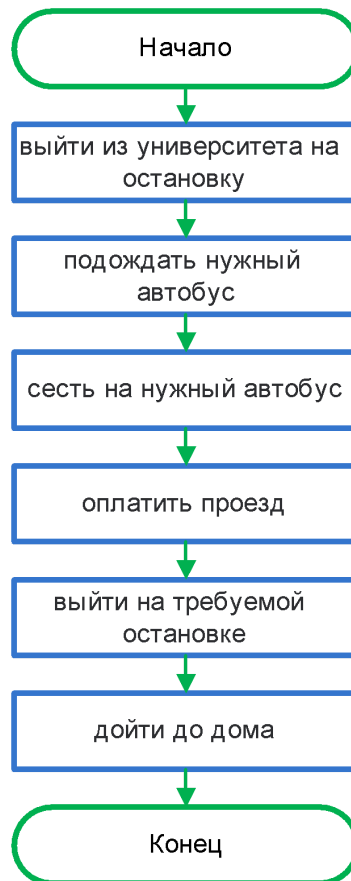 Начало
выйти из университета на
остановку
подождать нужный
автобус
сесть на нужный автобус
оплатить проезд
выйти на требуемой
остановке
дойти до дома
Конец